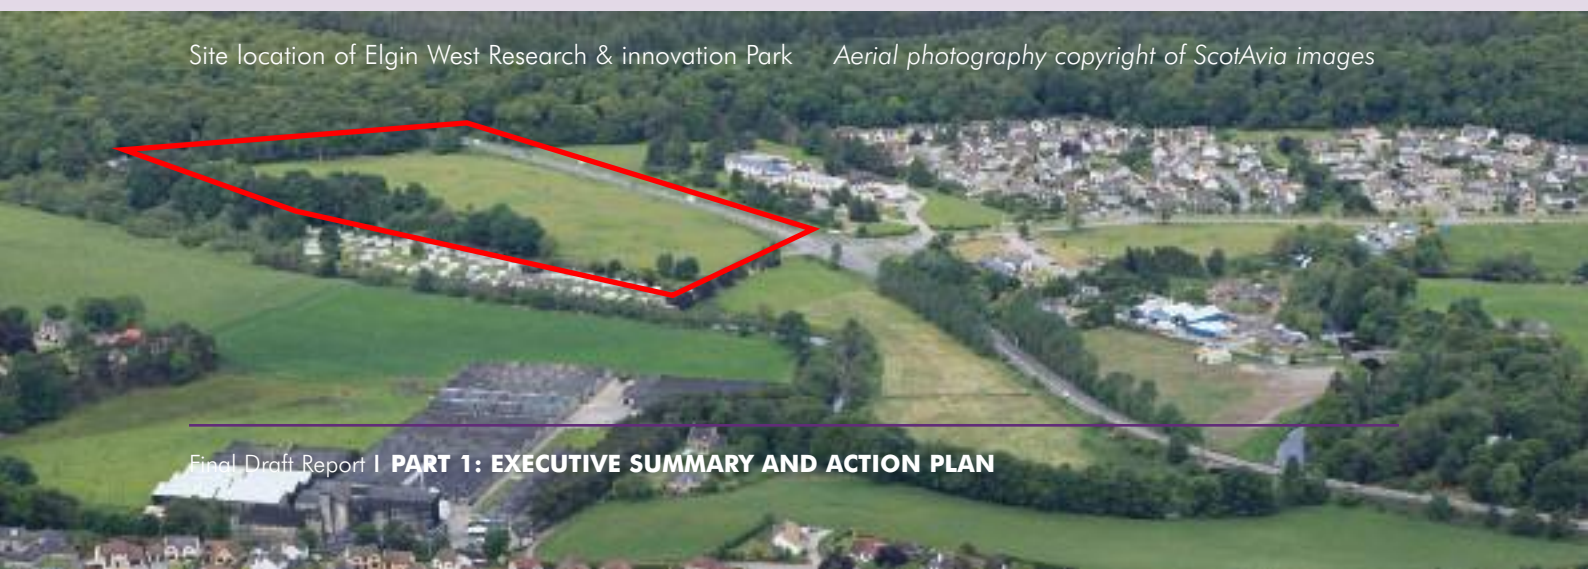 Site location of Elgin West Research & innovation Park Aerial photography copyright of ScotAvia images
Final Draft Report I PART 1: EXECUTIVE SUMMARY AND ACTION PLAN